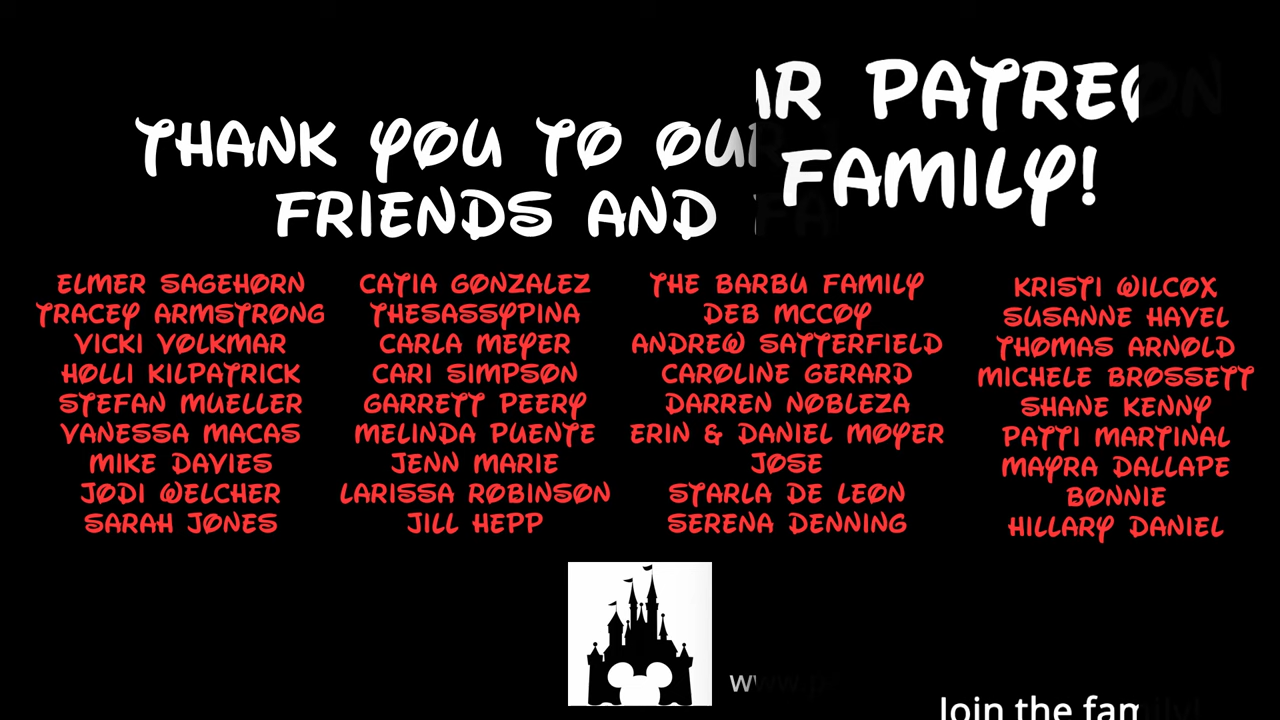 THANK YOU TO OUR PATREON
FRIENDS AND FAMILY!
ELMER SAGEHORN
TRACEY ARMSTRONG
VICKI VOLKMAR
HOLLI KILPATRICK
STEFAN MUELLER
VANESSA MACAS
MIKE DAVIES
JODI WELCHER
SARAH JONES
CATIA GONZALEZ
THESASSYPINA
CARLA MEYER
CARI SIMPSON
GARRETT PEERY
MELINDA PUENTE
JENN MARIE
LARISSA ROBINSON
JILL HEPP
THE BARBU FAMILY
DEB MCCOY
ANDREW SATTERFIELD
CAROLINE GERARD
DARREN NOBLEZA
ERIN & DANIEL MOYER
JOSE
STARLA DE LEON
SERENA DENNING
KRISTI WILCOX
SUSANNE HAVEL
THOMAS ARNOLD
MICHELE BROSSETT
SHANE KENNY
PATTI MARTINAL
MAYRA DALLAPE
BONNIE
HILLARY DANIEL
Join the family!